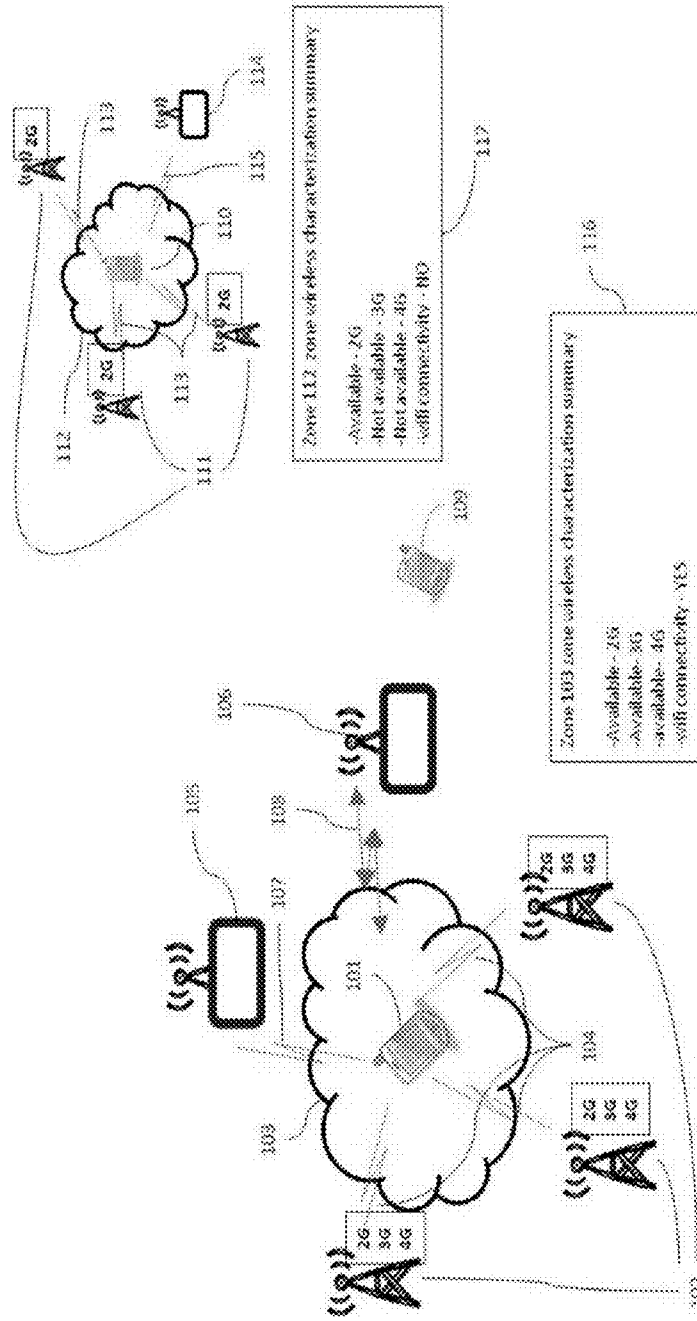 105
106
107
108
103
101
104
2G
3G
4G
2G
3G
4G
2G
3G
4G
109
Zone 103 zone wireless characterization summary
-Available - 2G
-Available - 3G
-available - 4G
-wifi connectivity - YES
116
112
111
113
2G
2G
2G
113
110
115
114
Zone 112 zone wireless characterization summary
-Available - 2G
-Not available - 3G
-Not available - 4G
-wifi connectivity - NO
117